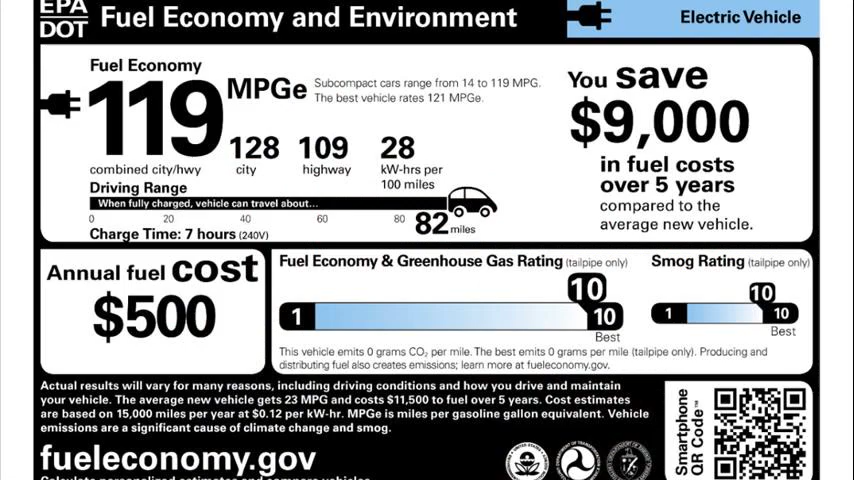 EPA
DOT
Fuel Economy and Environment
Electric Vehicle
Fuel Economy
119 MPGe
Subcompact cars range from 14 to 119 MPG.
The best vehicle rates 121 MPGe.
You save
$9,000
in fuel costs
over 5 years
compared to the
average new vehicle.
128 109 28
combined city/hwy city highway kW-hrs per
100 miles
Driving Range
When fully charged, vehicle can travel about...
0 20 40 60 80 82 miles
Charge Time: 7 hours (240V)
Annual fuel cost
$500
Fuel Economy & Greenhouse Gas Rating (tailpipe only)
10
1 10
Best
Smog Rating (tailpipe only)
10
1 10
Best
This vehicle emits 0 grams CO₂ per mile. The best emits 0 grams per mile (tailpipe only). Producing and
distributing fuel also creates emissions; learn more at fueleconomy.gov.
Actual results will vary for many reasons, including driving conditions and how you drive and maintain
your vehicle. The average new vehicle gets 23 MPG and costs $11,500 to fuel over 5 years. Cost estimates
are based on 15,000 miles per year at $0.12 per kW-hr. MPGe is miles per gasoline gallon equivalent. Vehicle
emissions are a significant cause of climate change and smog.
fueleconomy.gov
Calculate personalized estimates and compare vehicles
Smartphone
QR Code™